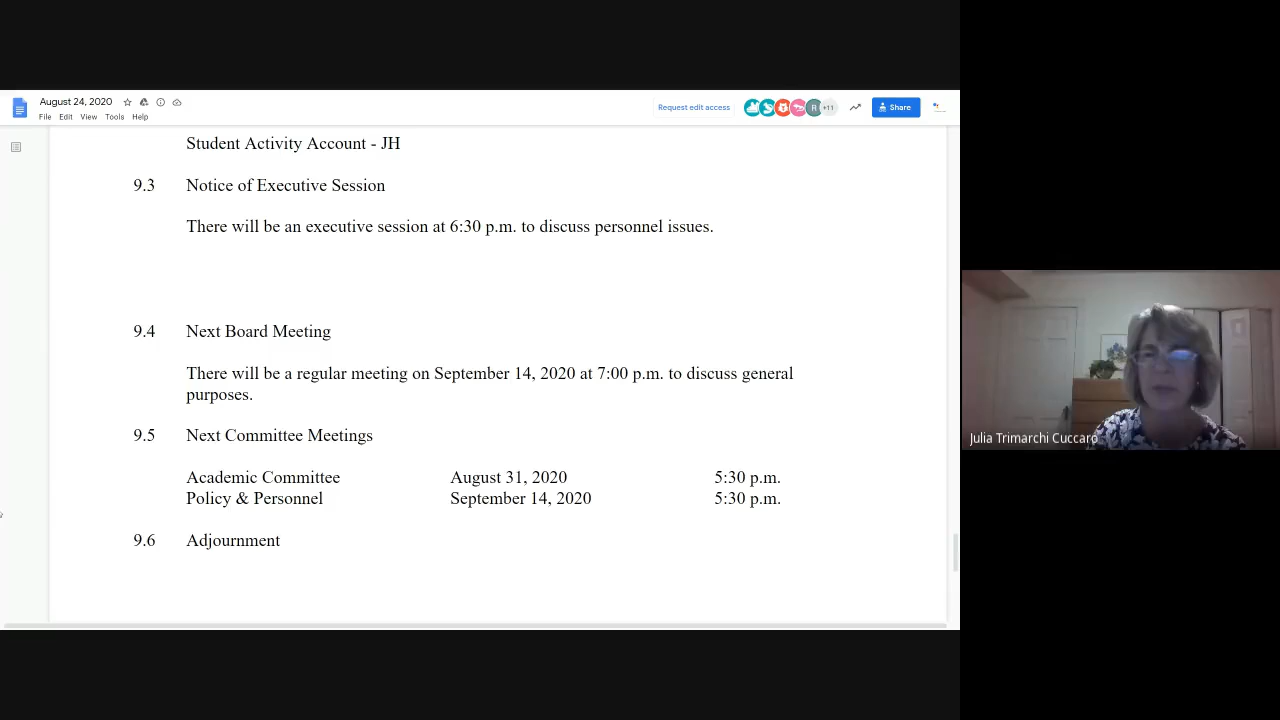 August 24, 2020
File Edit View Tools Help
Request edit access
R
+11
Share
Student Activity Account - JH
9.3 Notice of Executive Session
There will be an executive session at 6:30 p.m. to discuss personnel issues.
9.4 Next Board Meeting
There will be a regular meeting on September 14, 2020 at 7:00 p.m. to discuss general
purposes.
9.5 Next Committee Meetings
Academic Committee August 31, 2020 5:30 p.m.
Policy & Personnel September 14, 2020 5:30 p.m.
9.6 Adjournment
Julia Trimarchi Cuccaro